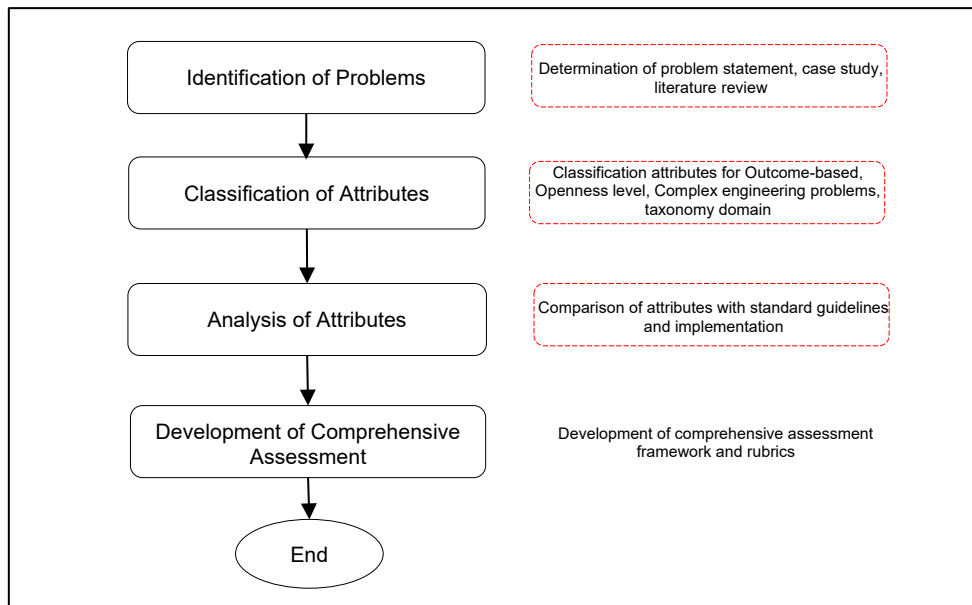 Identification of Problems
Determination of problem statement, case study,
literature review
Classification of Attributes
Classification attributes for Outcome-based,
Openness level, Complex engineering problems,
taxonomy domain
Analysis of Attributes
Comparison of attributes with standard guidelines
and implementation
Development of Comprehensive
Assessment
Development of comprehensive assessment
framework and rubrics
End